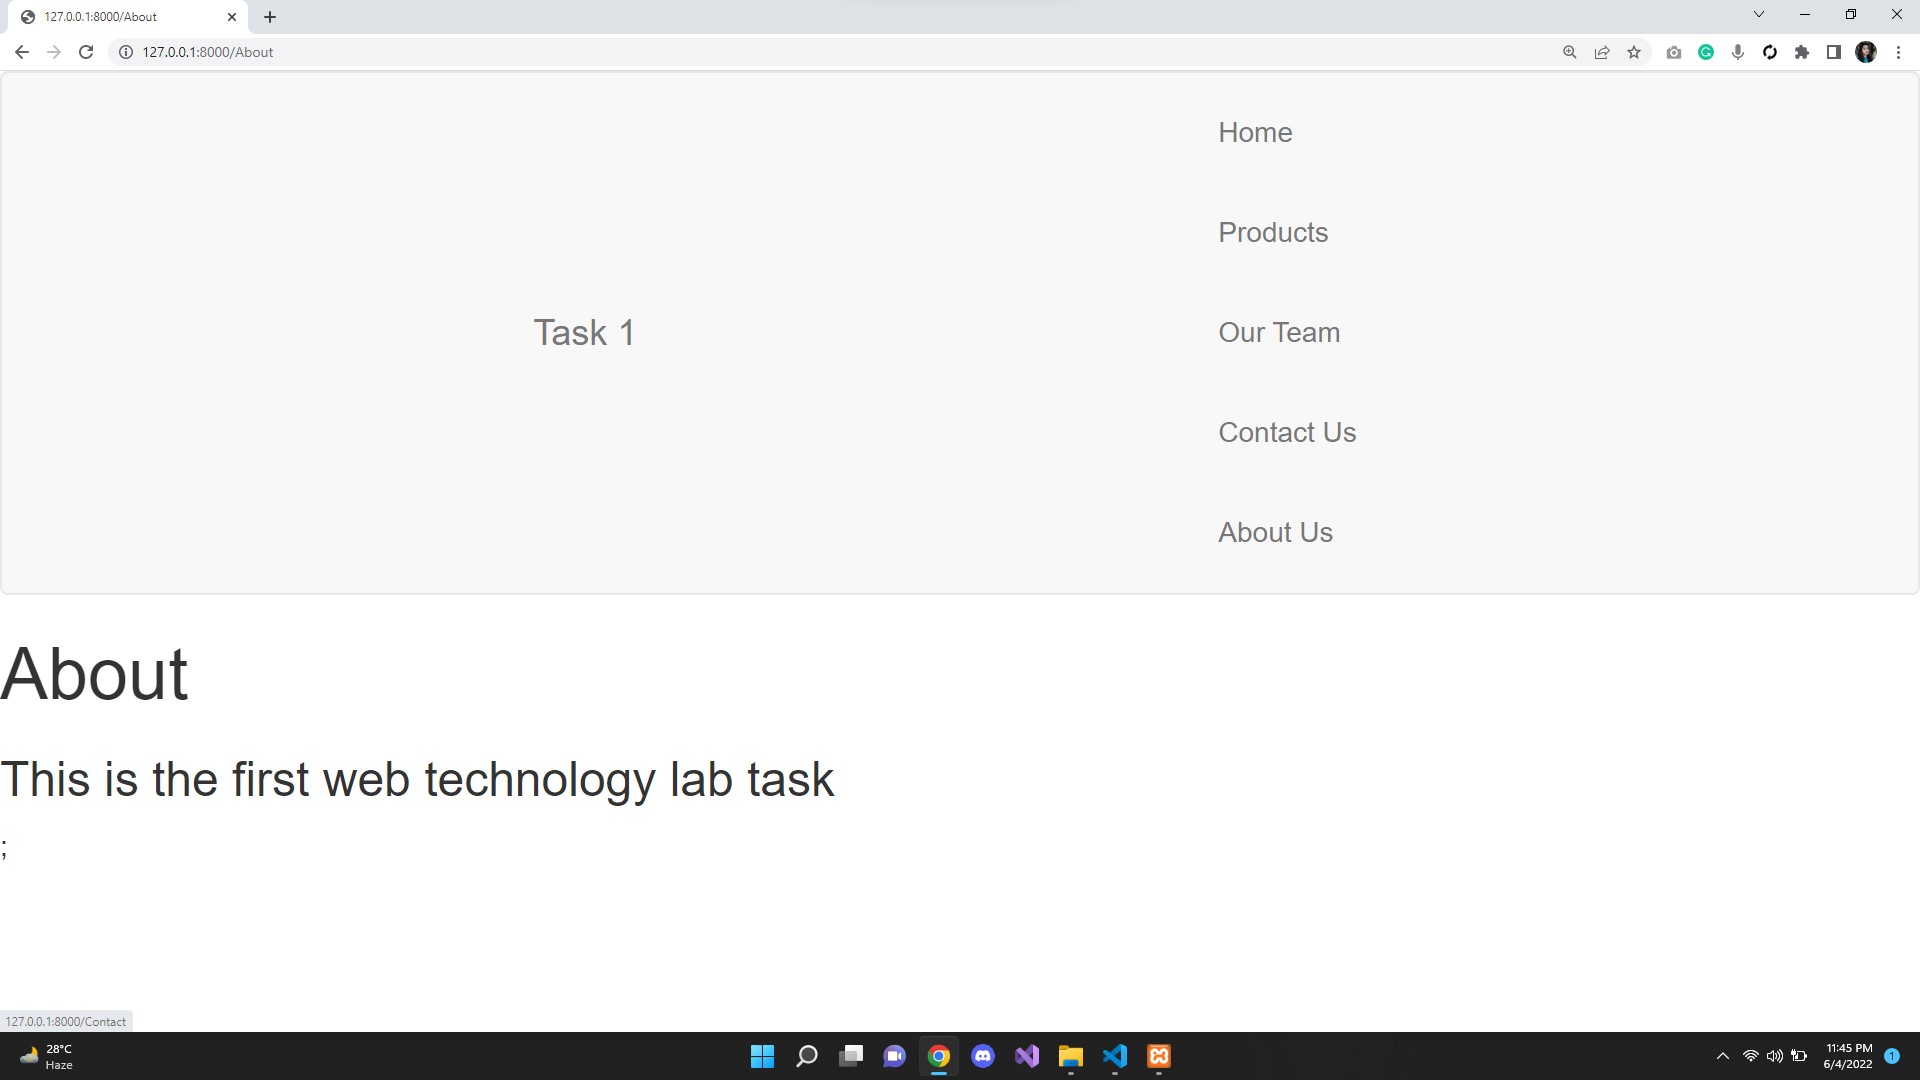 127.0.0.1:8000/About
127.0.0.1:8000/About
Home
Products
Task 1
Our Team
Contact Us
About Us
About
This is the first web technology lab task
;
127.0.0.1:8000/Contact
28°C
Haze
11:45 PM
6/4/2022
1